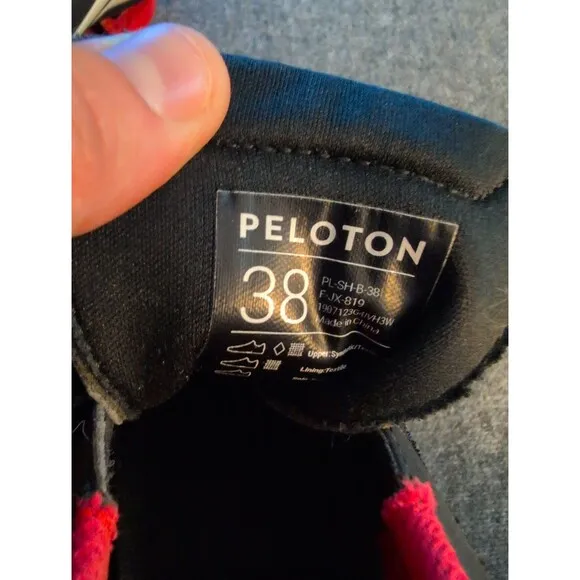 PELOTON
38
PL-SH-B-38
F-JX-819
Made in China
Upper:
Lining:Textile